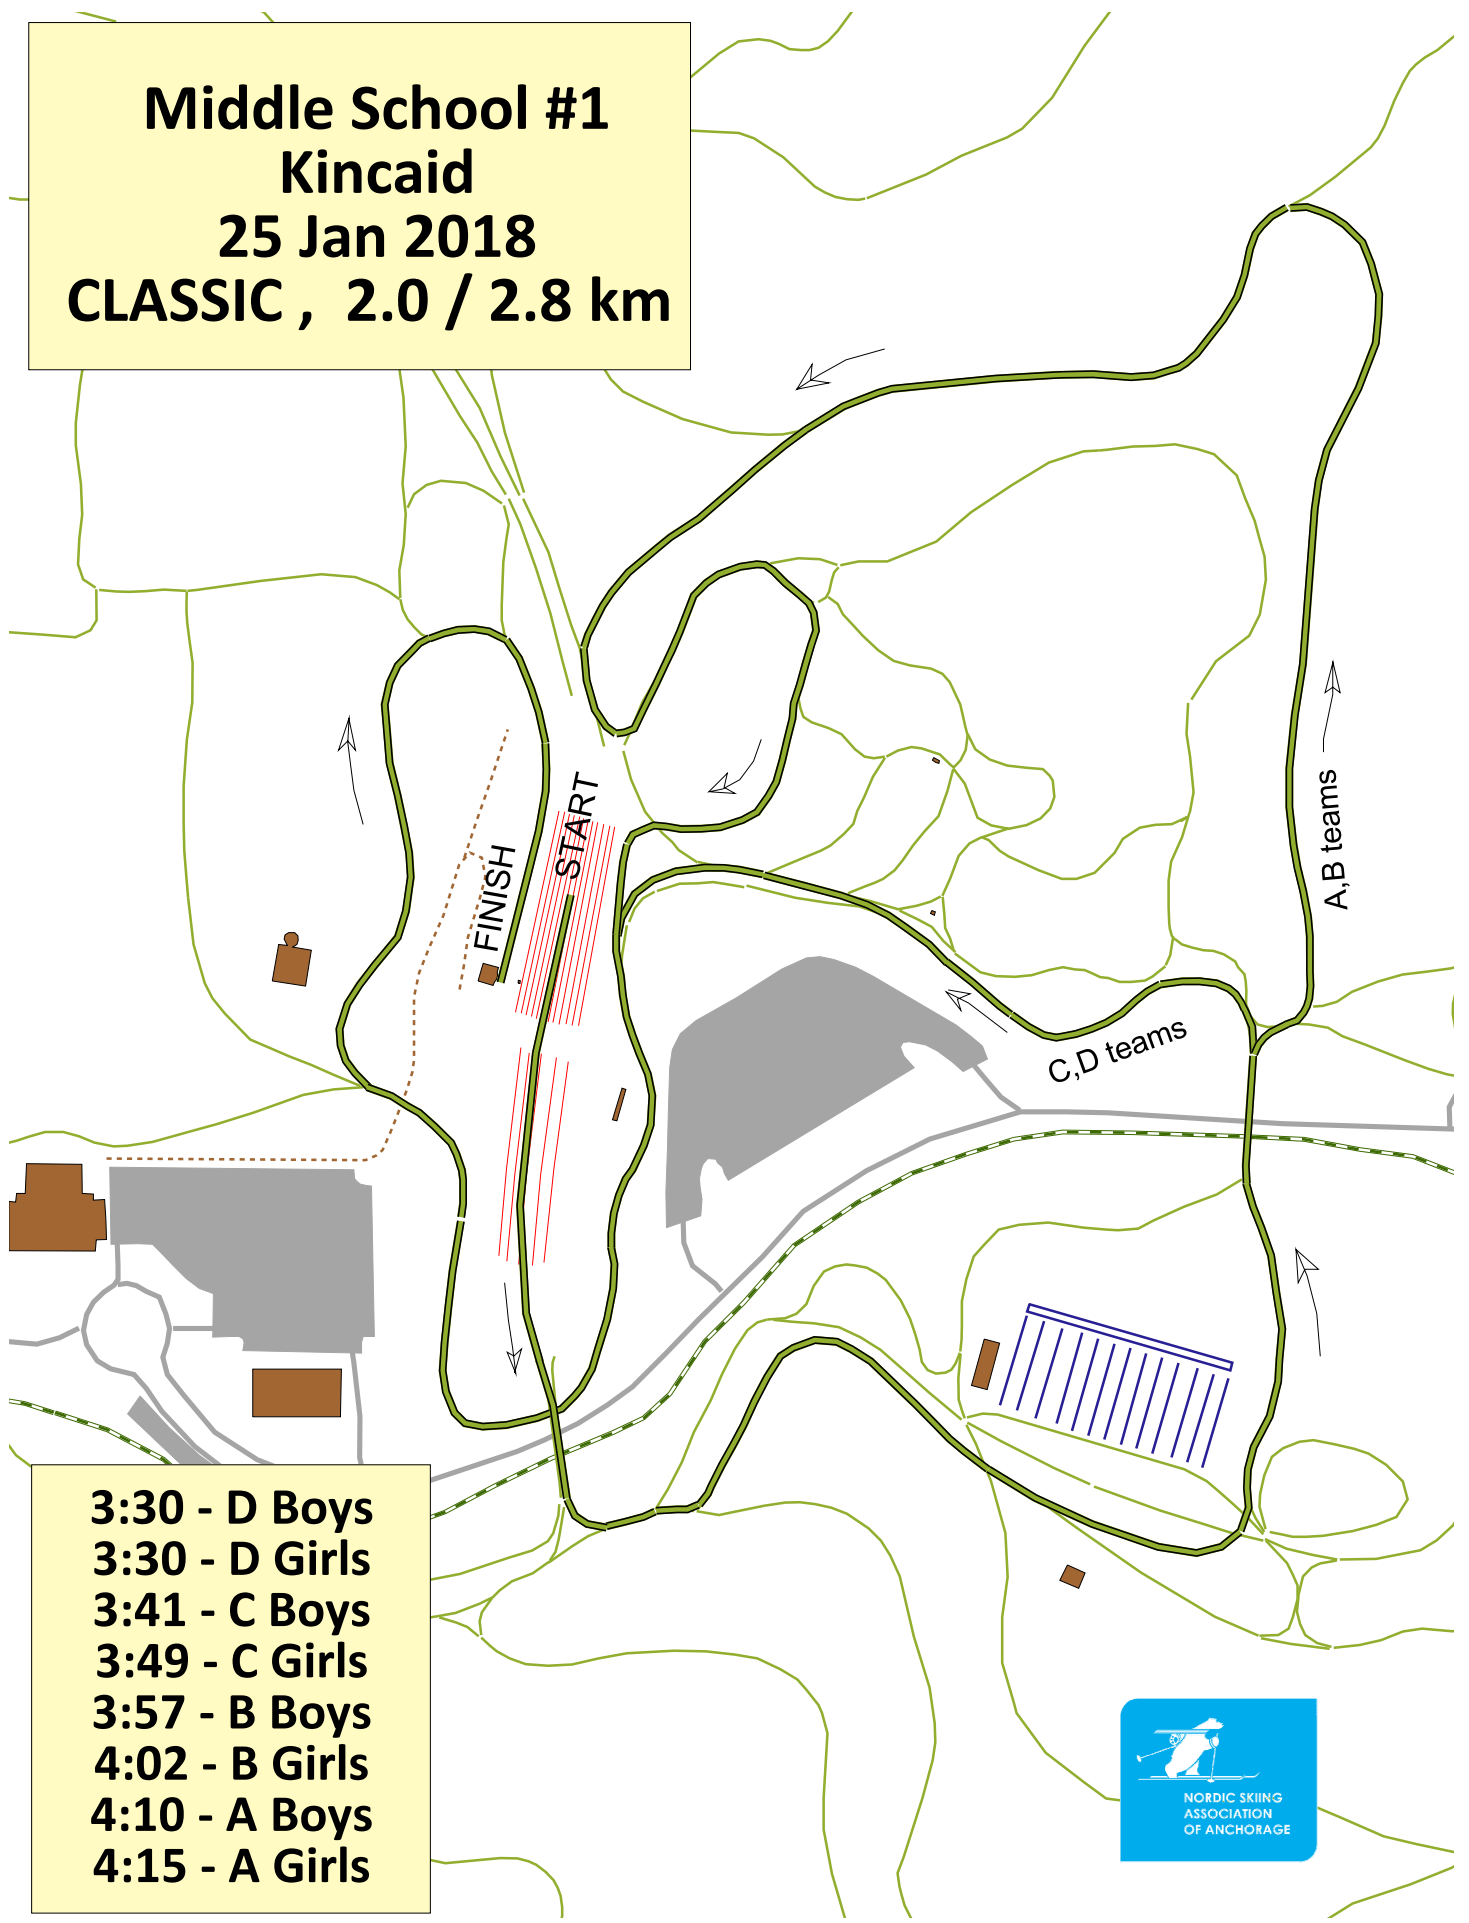 Middle School #1
Kincaid
25 Jan 2018
CLASSIC ,  2.0 / 2.8 km
START
FINISH
A,B teams
C,D teams
3:30 - D Boys
3:30 - D Girls
3:41 - C Boys
3:49 - C Girls
3:57 - B Boys
4:02 - B Girls
4:10 - A Boys
4:15 - A Girls
NORDIC SKIING
ASSOCIATION
OF ANCHORAGE